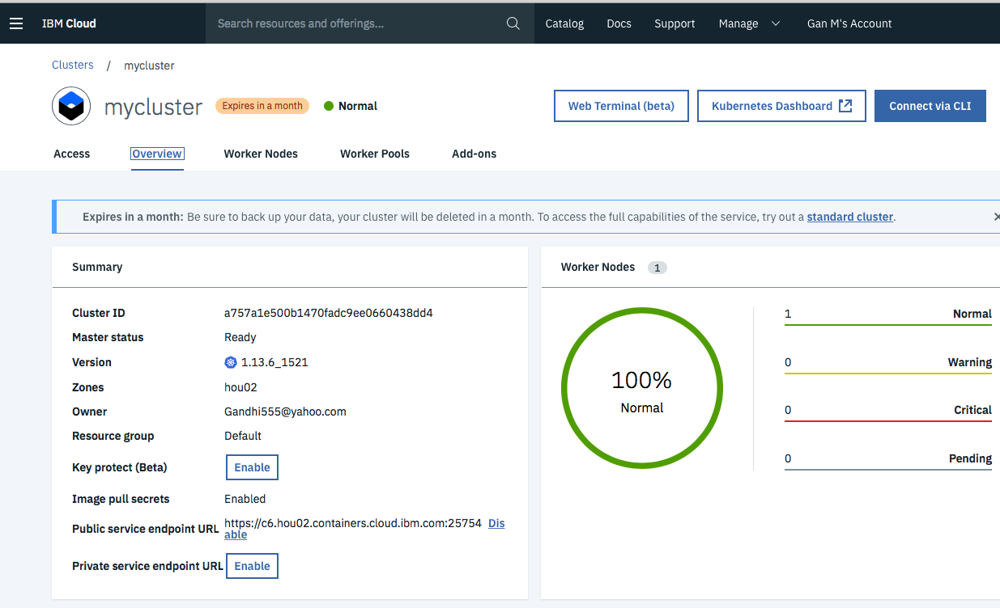 IBM Cloud Search resources and offerings... Catalog Docs Support Manage Gan M's Account
Clusters / mycluster
mycluster Expires in a month Normal Web Terminal (beta) Kubernetes Dashboard Connect via CLI
Access Overview Worker Nodes Worker Pools Add-ons
Expires in a month: Be sure to back up your data, your cluster will be deleted in a month. To access the full capabilities of the service, try out a standard cluster.
Summary
Cluster ID a757a1e500b1470fadc9ee0660438dd4
Master status Ready
Version 1.13.6_1521
Zones hou02
Owner Gandhi555@yahoo.com
Resource group Default
Key protect (Beta) Enable
Image pull secrets Enabled
Public service endpoint URL https://c6.hou02.containers.cloud.ibm.com:25754 Dis
able
Private service endpoint URL Enable
Worker Nodes 1
100%
Normal
1 Normal
0 Warning
0 Critical
0 Pending